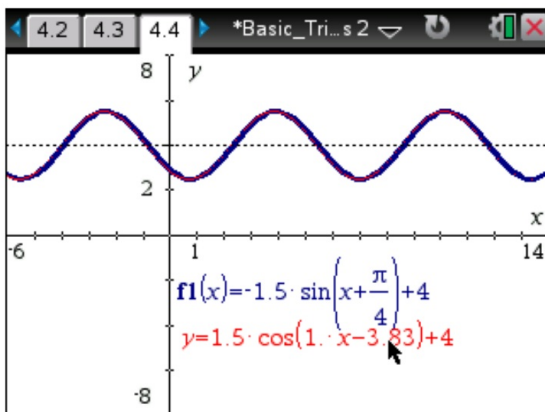 4.2 4.3 4.4 *Basic_Tri…s 2
8 y
2
x
-6 1 14
f1(x)=-1.5·sin(x+π/4)+4
y=1.5·cos(1.·x−3.83)+4
-8